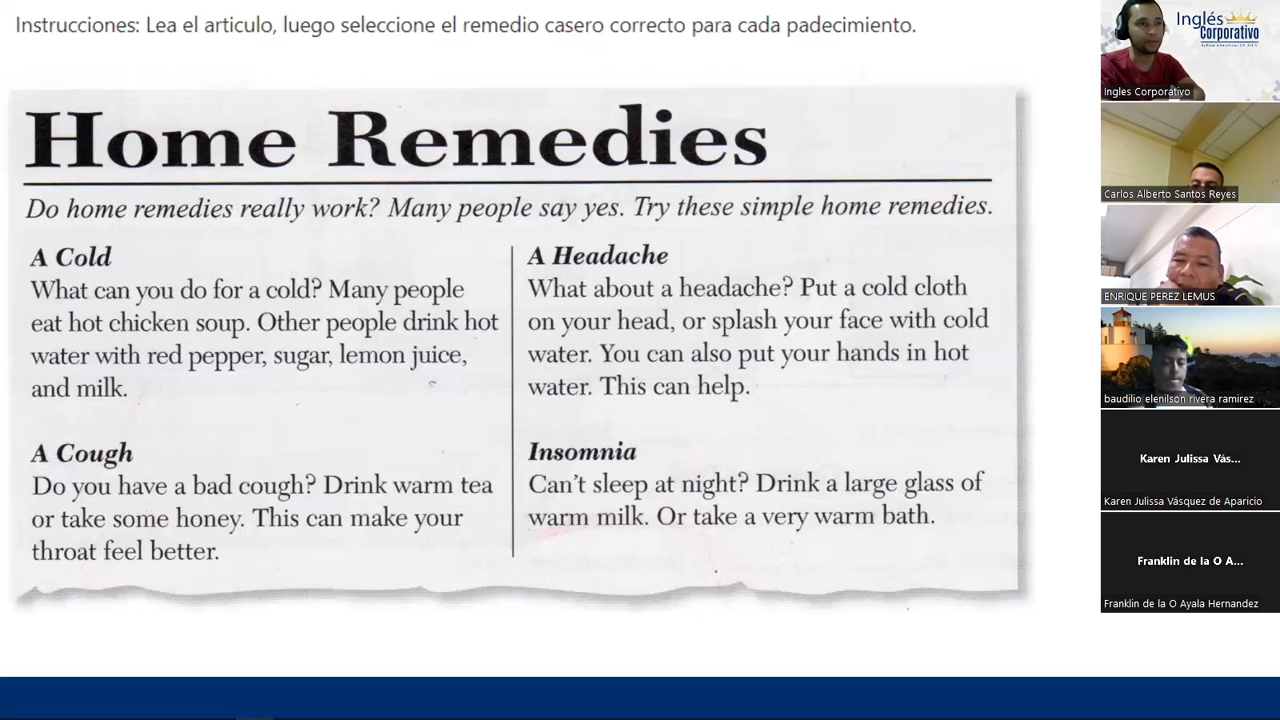 Instrucciones: Lea el articulo, luego seleccione el remedio casero correcto para cada padecimiento.
Home Remedies
Do home remedies really work? Many people say yes. Try these simple home remedies.
A Cold
What can you do for a cold? Many people
eat hot chicken soup. Other people drink hot
water with red pepper, sugar, lemon juice,
and milk.
A Cough
Do you have a bad cough? Drink warm tea
or take some honey. This can make your
throat feel better.
A Headache
What about a headache? Put a cold cloth
on your head, or splash your face with cold
water. You can also put your hands in hot
water. This can help.
Insomnia
Can't sleep at night? Drink a large glass of
warm milk. Or take a very warm bath.
Inglés
Corporativo
Ingles Corporativo
Carlos Alberto Santos Reyes
ENRIQUE PEREZ LEMUS
baudilio elenilson rivera ramirez
Karen Julissa Vás...
Karen Julissa Vásquez de Aparicio
Franklin de la O A...
Franklin de la O Ayala Hernandez